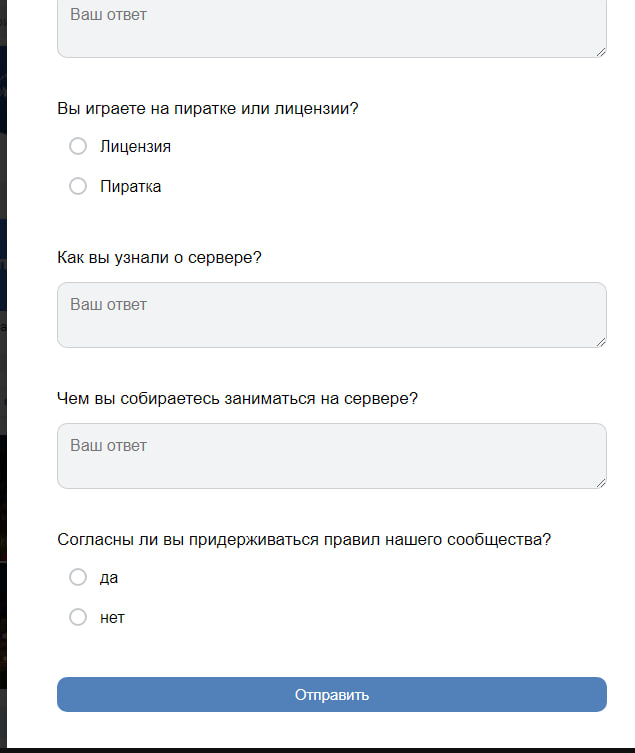 Ваш ответ
Вы играете на пиратке или лицензии?
Лицензия
Пиратка
Как вы узнали о сервере?
Ваш ответ
Чем вы собираетесь заниматься на сервере?
Ваш ответ
Согласны ли вы придерживаться правил нашего сообщества?
да
нет
Отправить